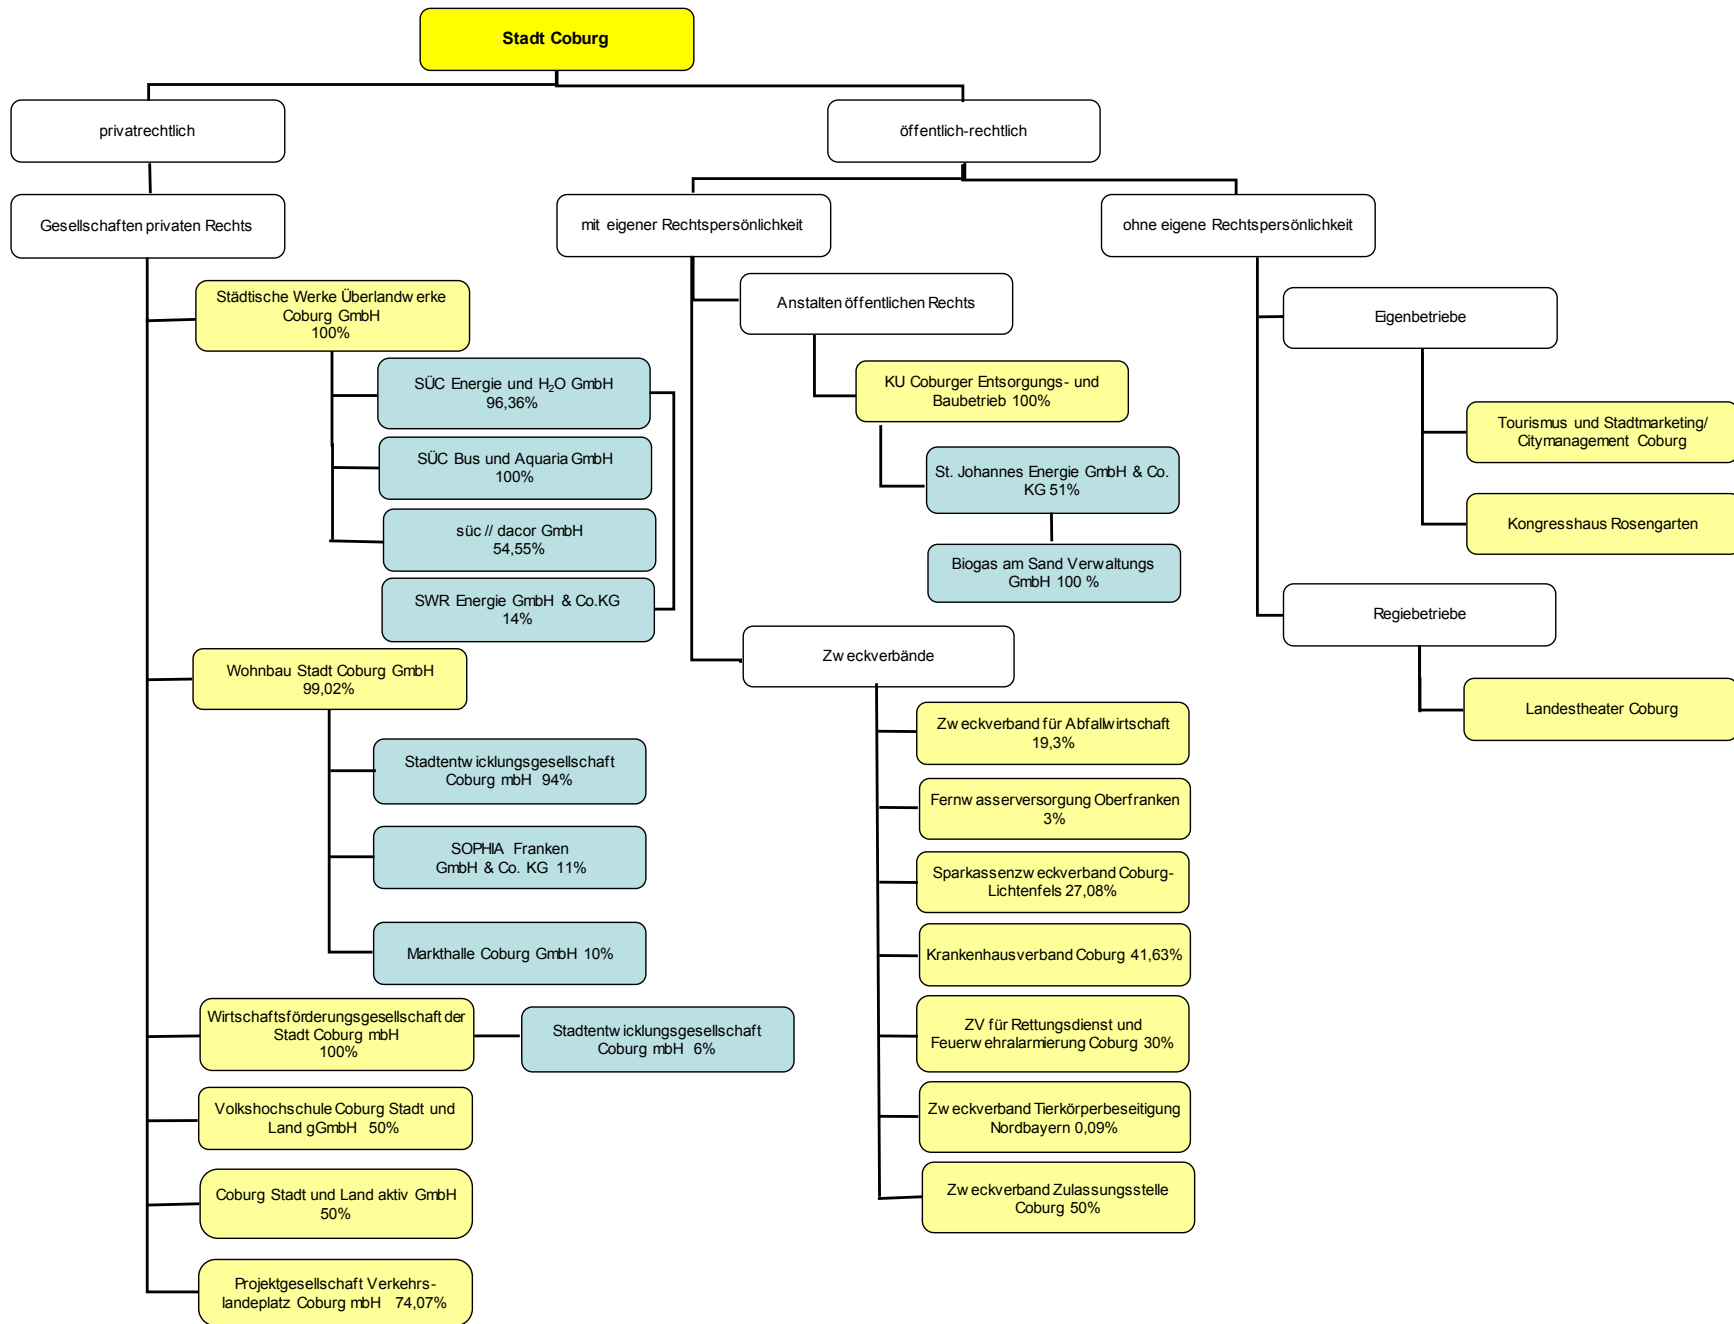 Stadt Coburg
privatrechtlich
öffentlich-rechtlich
Gesellschaften privaten Rechts
mit eigener Rechtspersönlichkeit
ohne eigene Rechtspersönlichkeit
Städtische Werke Überlandwerke
Coburg GmbH
100%
SÜC Energie und H₂O GmbH
96,36%
SÜC Bus und Aquaria GmbH
100%
süc // dacor GmbH
54,55%
SWR Energie GmbH & Co.KG
14%
Wohnbau Stadt Coburg GmbH
99,02%
Stadtentwicklungsgesellschaft
Coburg mbH 94%
SOPHIA Franken
GmbH & Co. KG 11%
Markthalle Coburg GmbH 10%
Wirtschaftsförderungsgesellschaft der
Stadt Coburg mbH
100%
Stadtentwicklungsgesellschaft
Coburg mbH 6%
Volkshochschule Coburg Stadt und
Land gGmbH 50%
Coburg Stadt und Land aktiv GmbH
50%
Projektgesellschaft Verkehrs-
landeplatz Coburg mbH 74,07%
Anstalten öffentlichen Rechts
KU Coburger Entsorgungs- und
Baubetrieb 100%
St. Johannes Energie GmbH & Co.
KG 51%
Biogas am Sand Verwaltungs
GmbH 100 %
Zweckverbände
Zweckverband für Abfallwirtschaft
19,3%
Fernwasserversorgung Oberfranken
3%
Sparkassenzweckverband Coburg-
Lichtenfels 27,08%
Krankenhausverband Coburg 41,63%
ZV für Rettungsdienst und
Feuerwehralarmierung Coburg 30%
Zweckverband Tierkörperbeseitigung
Nordbayern 0,09%
Zweckverband Zulassungsstelle
Coburg 50%
Eigenbetriebe
Tourismus und Stadtmarketing/
Citymanagement Coburg
Kongresshaus Rosengarten
Regiebetriebe
Landestheater Coburg